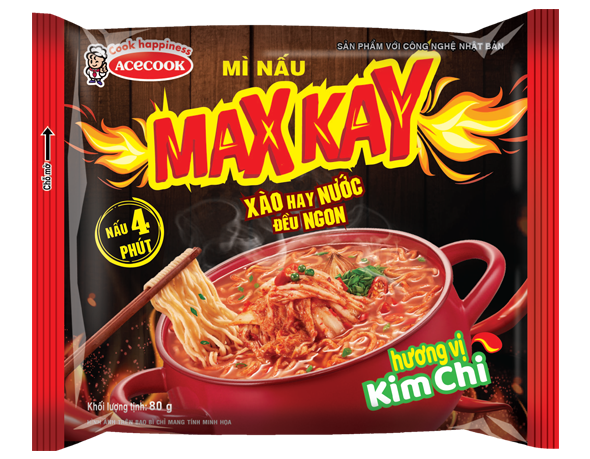 Cook happiness
ACECOOK
SẢN PHẨM VỚI CÔNG NGHỆ NHẬT BẢN
MÌ NẤU
MAXKAY
XÀO HAY NƯỚC
ĐỀU NGON
Chỗ mở
NẤU 4
PHÚT
hương vị
Kim Chi
Khối lượng tịnh: 80 g
HÌNH ẢNH TRÊN BAO BÌ CHỈ MANG TÍNH MINH HỌA